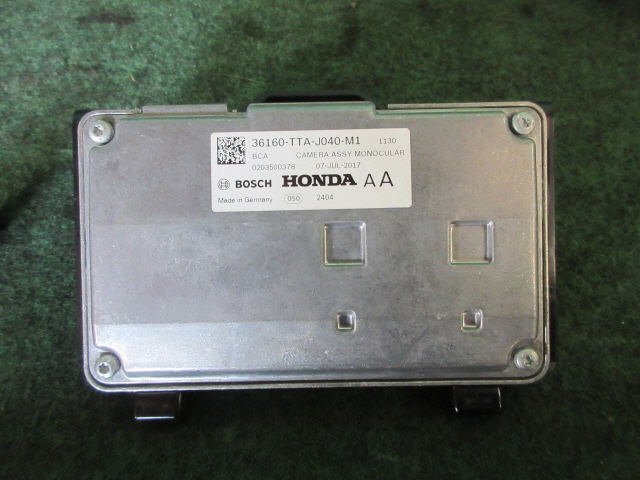 36160-TTA-J040-M1 1130
BCA CAMERA ASSY MONOCULAR
0203500378 07-JUL-2017
BOSCH HONDA AA
Made in Germany 050 2404